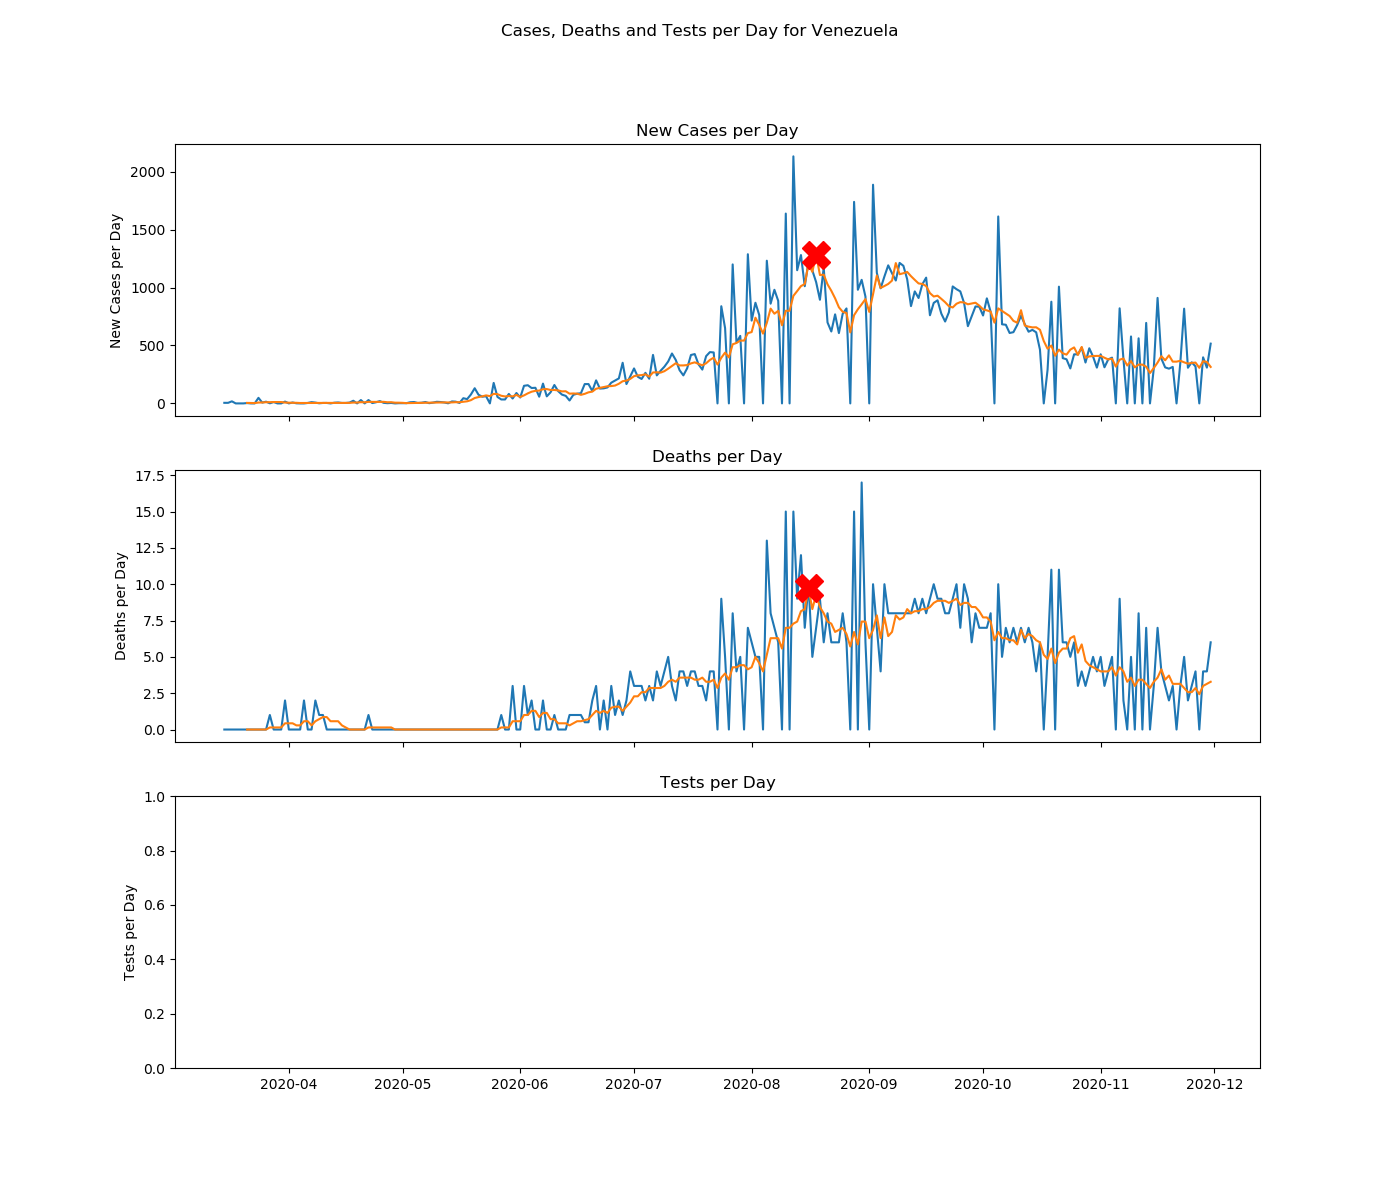 Cases, Deaths and Tests per Day for Venezuela
New Cases per Day
New Cases per Day
2000
1500
1000
500
0
Deaths per Day
Deaths per Day
17.5
15.0
12.5
10.0
7.5
5.0
2.5
0.0
Tests per Day
Tests per Day
1.0
0.8
0.6
0.4
0.2
0.0
2020-04 2020-05 2020-06 2020-07 2020-08 2020-09 2020-10 2020-11 2020-12